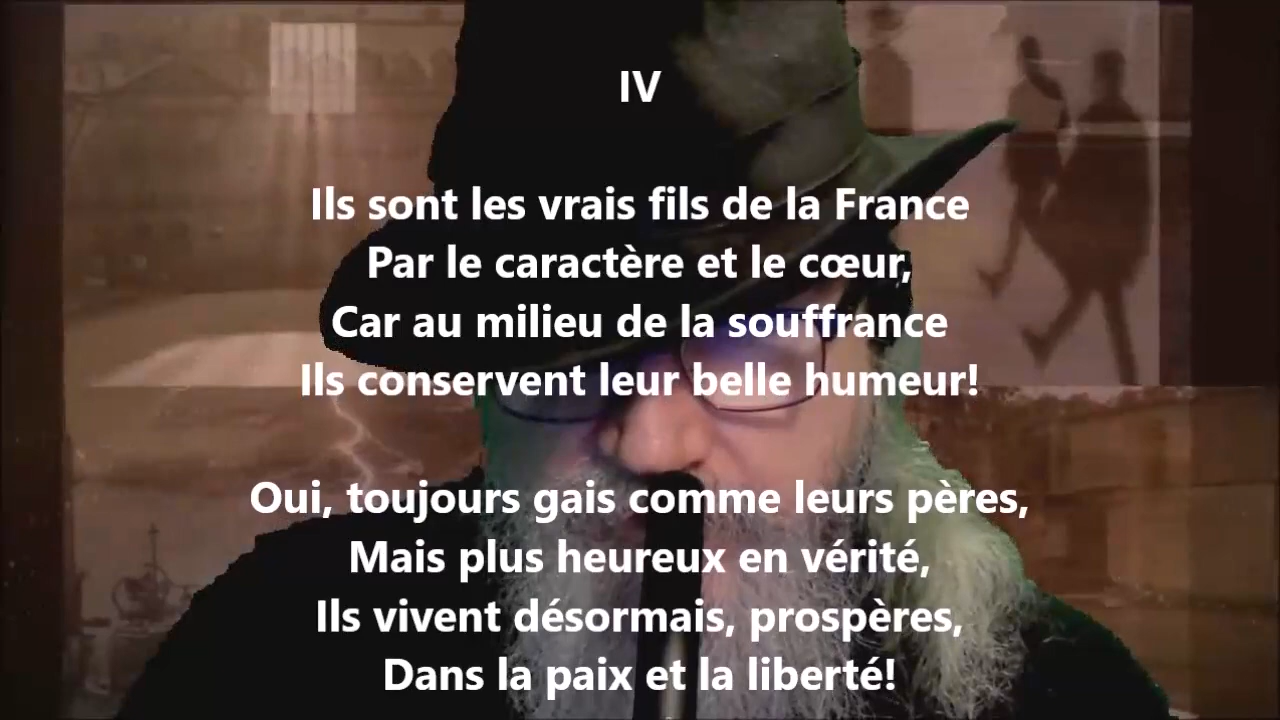 IV
Ils sont les vrais fils de la France
Par le caractère et le cœur,
Car au milieu de la souffrance
Ils conservent leur belle humeur!
Oui, toujours gais comme leurs pères,
Mais plus heureux en vérité,
Ils vivent désormais, prospères,
Dans la paix et la liberté!